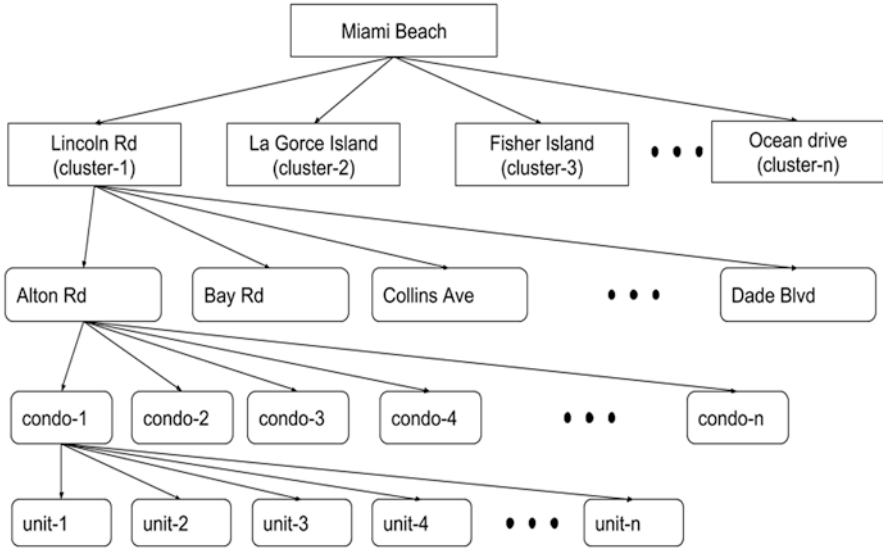 Miami Beach
Lincoln Rd
(cluster-1)
La Gorce Island
(cluster-2)
Fisher Island
(cluster-3)
Ocean drive
(cluster-n)
Alton Rd
Bay Rd
Collins Ave
Dade Blvd
condo-1
condo-2
condo-3
condo-4
condo-n
unit-1
unit-2
unit-3
unit-4
unit-n